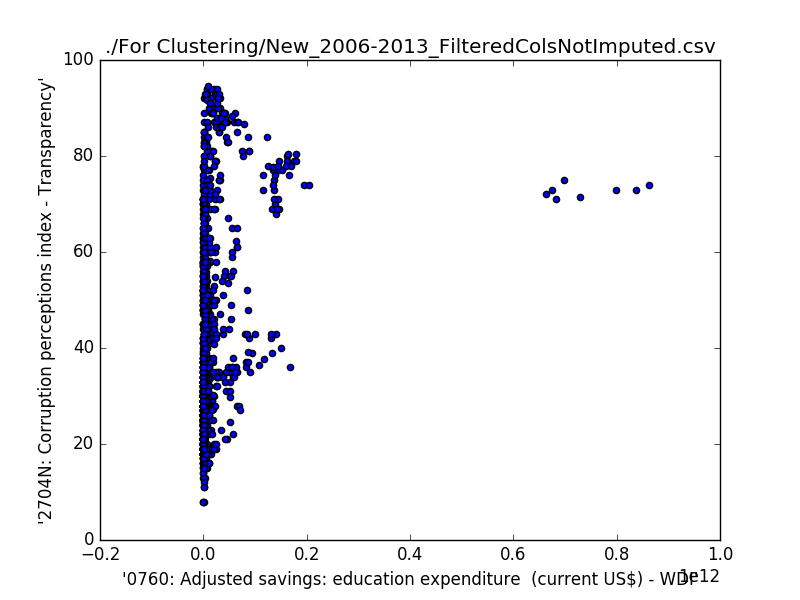 ./For Clustering/New_2006-2013_FilteredColsNotImputed.csv
100
80
60
40
20
0
'2704N: Corruption perceptions index - Transparency'
−0.2 0.0 0.2 0.4 0.6 0.8 1.0
1e12
'0760: Adjusted savings: education expenditure  (current US$) - WDI'